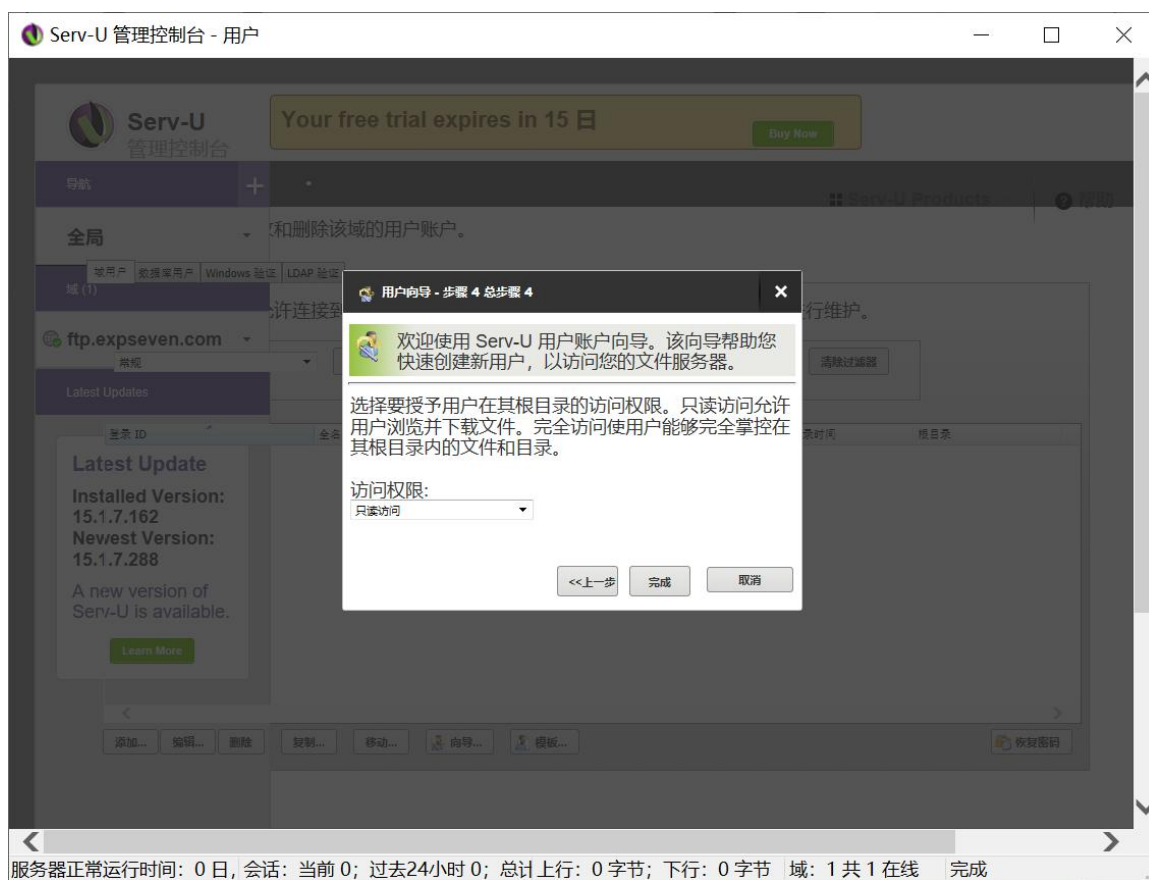 Serv-U 管理控制台 - 用户
Serv-U
管理控制台
Your free trial expires in 15 日
Buy Now
导航
Serv-U Products
帮助
全局
和删除该域的用户账户。
域用户
数据库用户
Windows 验证
LDAP 验证
域 (1)
许连接到
行维护。
ftp.expseven.com
常规
清除过滤器
Latest Updates
登录 ID
全名
录时间
根目录
Latest Update
Installed Version:
15.1.7.162
Newest Version:
15.1.7.288
A new version of
Serv-U is available.
Learn More
用户向导 - 步骤 4 总步骤 4
欢迎使用 Serv-U 用户账户向导。该向导帮助您
快速创建新用户，以访问您的文件服务器。
选择要授予用户在其根目录的访问权限。只读访问允许
用户浏览并下载文件。完全访问使用户能够完全掌控在
其根目录内的文件和目录。
访问权限:
只读访问
<<上一步
完成
取消
添加...
编辑...
删除
复制...
移动...
向导...
模板...
恢复密码
服务器正常运行时间：0 日, 会话：当前 0；过去24小时 0；总计 上行：0 字节；下行：0 字节 域：1 共 1 在线 完成